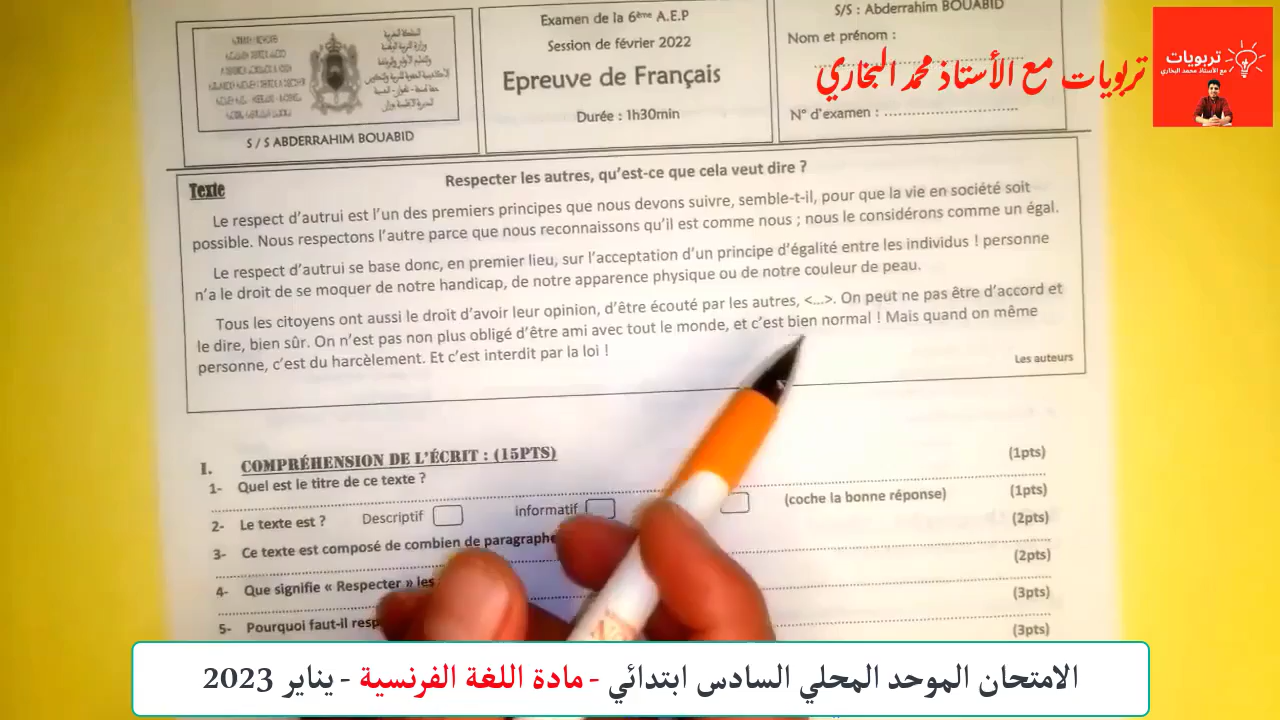 Examen de la 6ème A.E.P
Session de février 2022
Epreuve de Français
Durée : 1h30min
S/S : Abderrahim BOUABID
Nom et prénom :
N° d'examen : ..............................
S / S ABDERRAHIM BOUABID
تربويات مع الأستاذ محمد البخاري
تربويات
مع الأستاذ محمد البخاري
Texte
Respecter les autres, qu'est-ce que cela veut dire ?
Le respect d'autrui est l'un des premiers principes que nous devons suivre, semble-t-il, pour que la vie en société soit
possible. Nous respectons l'autre parce que nous reconnaissons qu'il est comme nous ; nous le considérons comme un égal.
Le respect d'autrui se base donc, en premier lieu, sur l'acceptation d'un principe d'égalité entre les individus ! personne
n'a le droit de se moquer de notre handicap, de notre apparence physique ou de notre couleur de peau.
Tous les citoyens ont aussi le droit d'avoir leur opinion, d'être écouté par les autres, <...>. On peut ne pas être d'accord et
le dire, bien sûr. On n'est pas non plus obligé d'être ami avec tout le monde, et c'est bien normal ! Mais quand on même
personne, c'est du harcèlement. Et c'est interdit par la loi !
Les auteurs
I. COMPRÉHENSION DE L'ÉCRIT : (15PTS)
1- Quel est le titre de ce texte ? (1pts)
2- Le texte est ? Descriptif informatif (coche la bonne réponse) (1pts)
3- Ce texte est composé de combien de paragraphe (2pts)
4- Que signifie « Respecter » les (2pts)
5- Pourquoi faut-il resp (3pts)
(3pts)
الامتحان الموحد المحلي السادس ابتدائي - مادة اللغة الفرنسية - يناير 2023